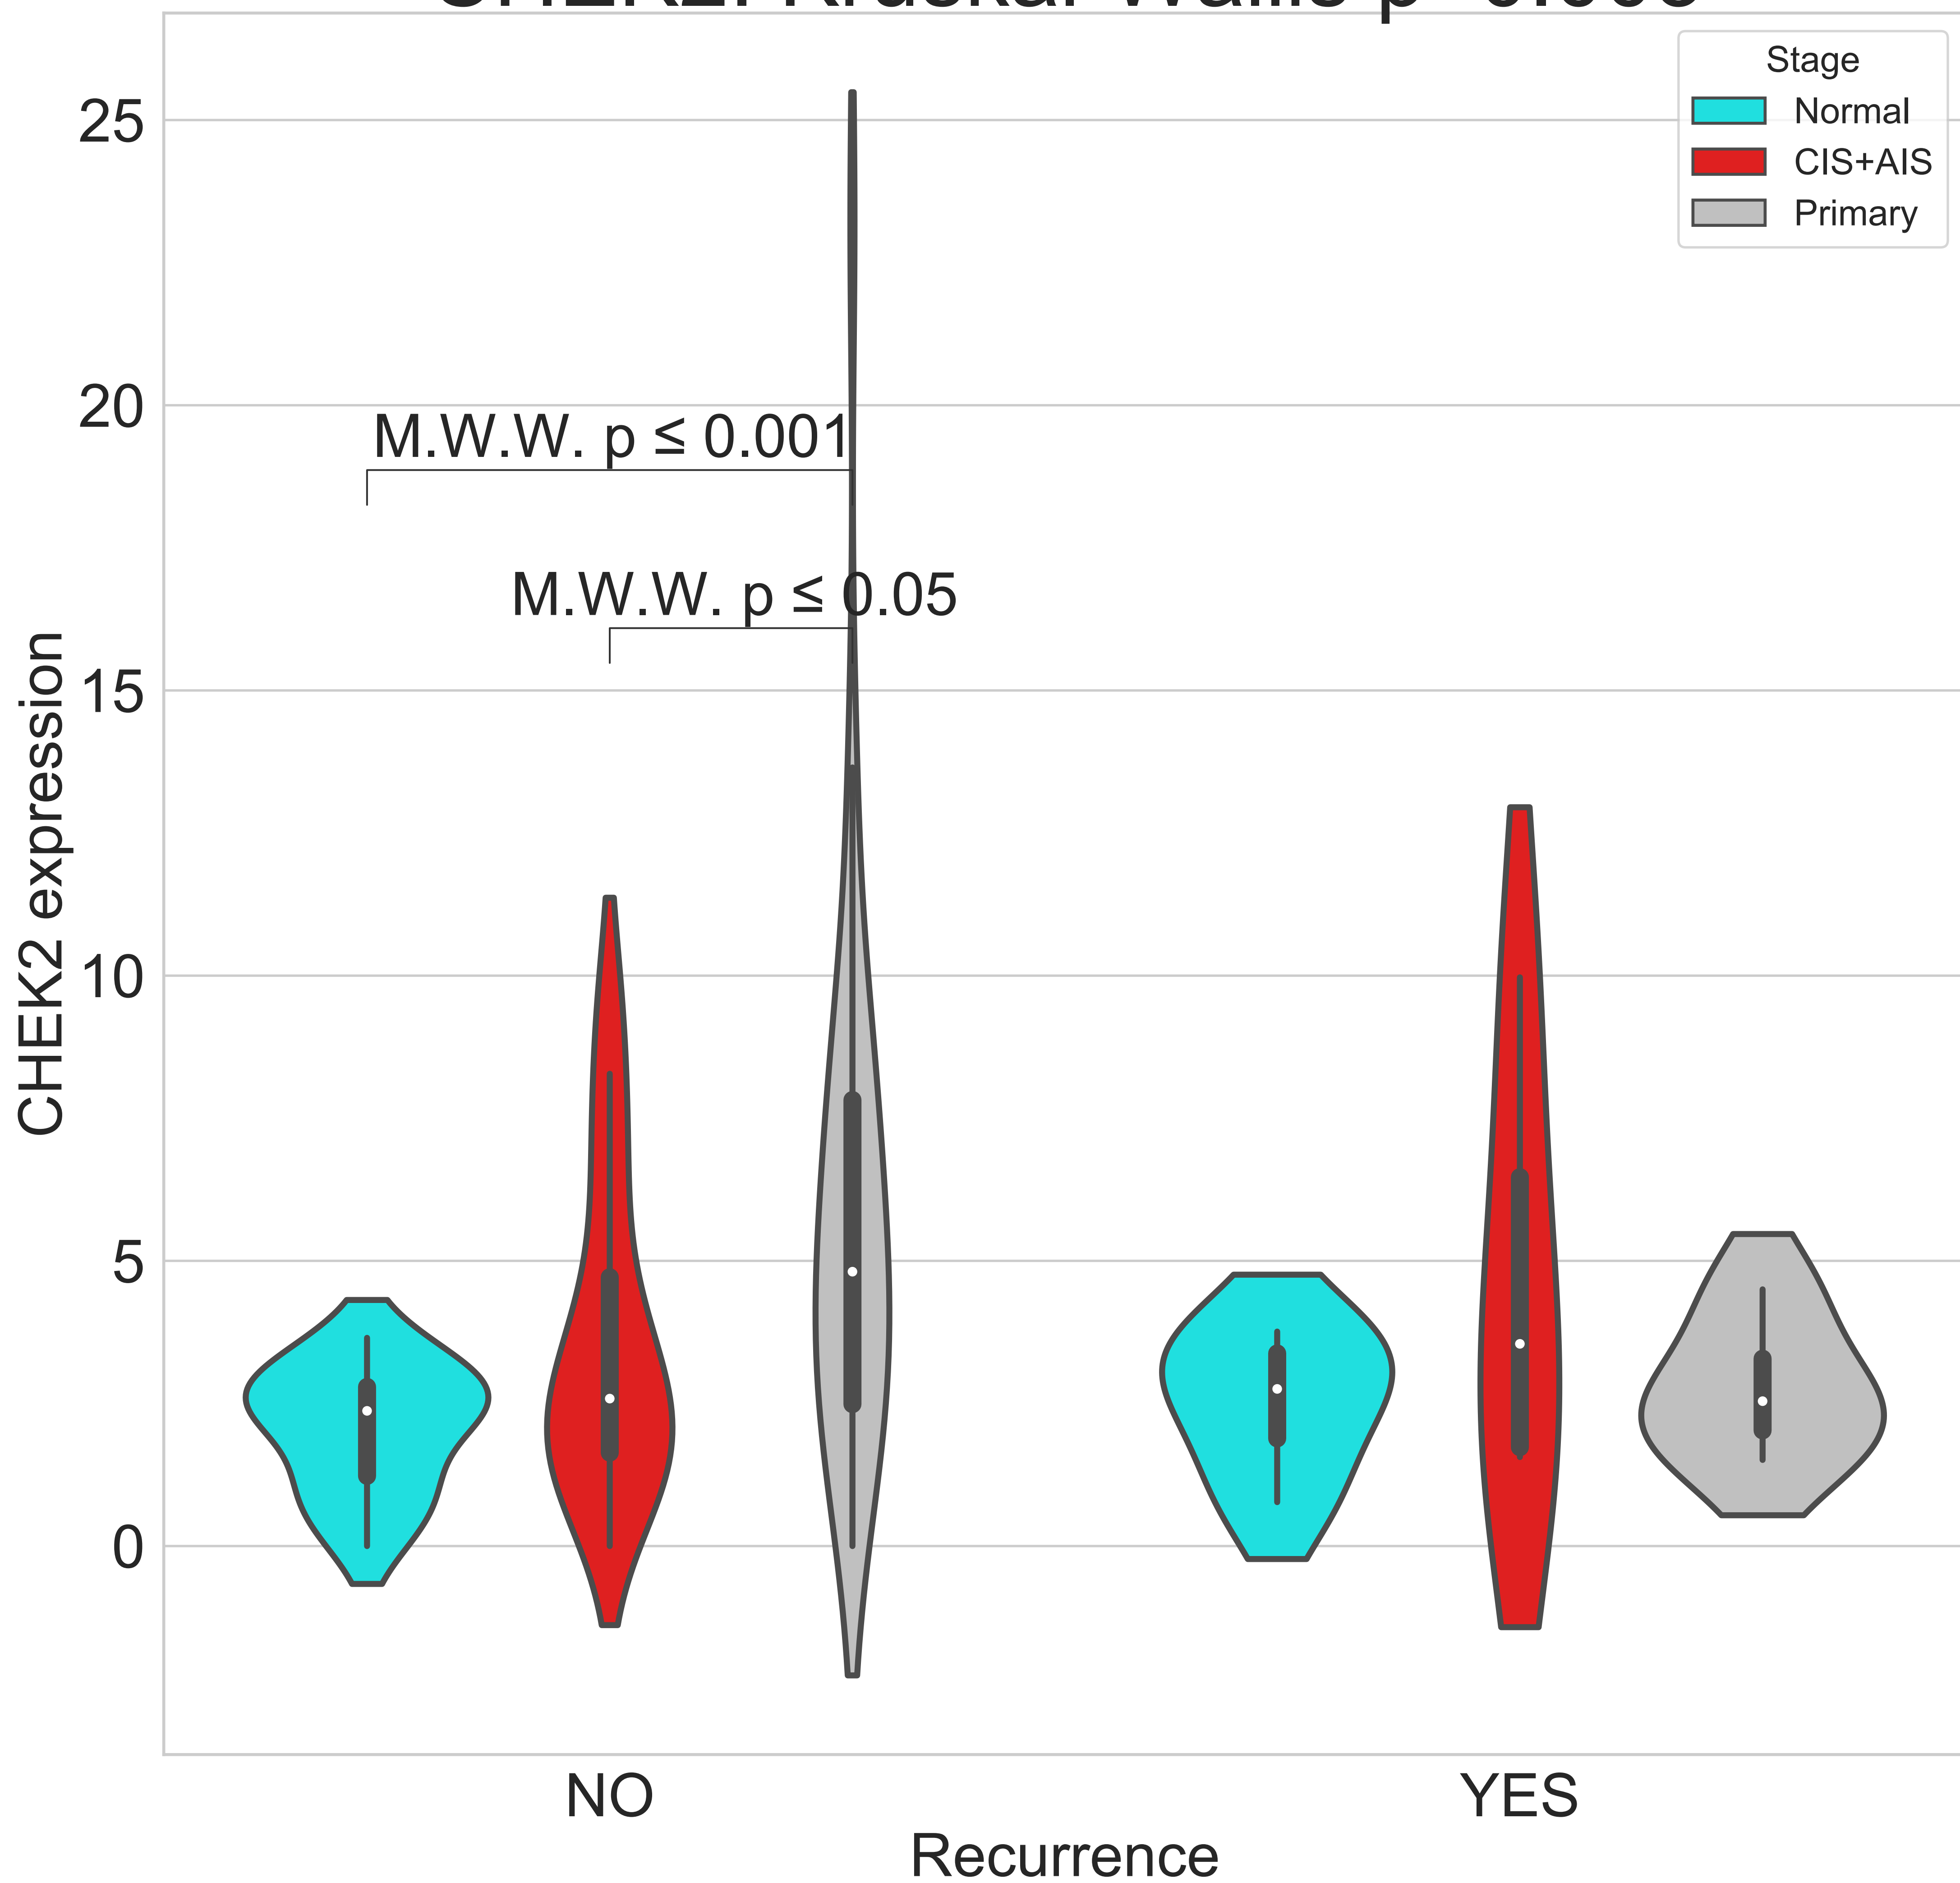 Stage
Normal
CIS+AIS
Primary
25
20
15
10
5
0
M.W.W. p ≤ 0.001
M.W.W. p ≤ 0.05
CHEK2 expression
NO
YES
Recurrence